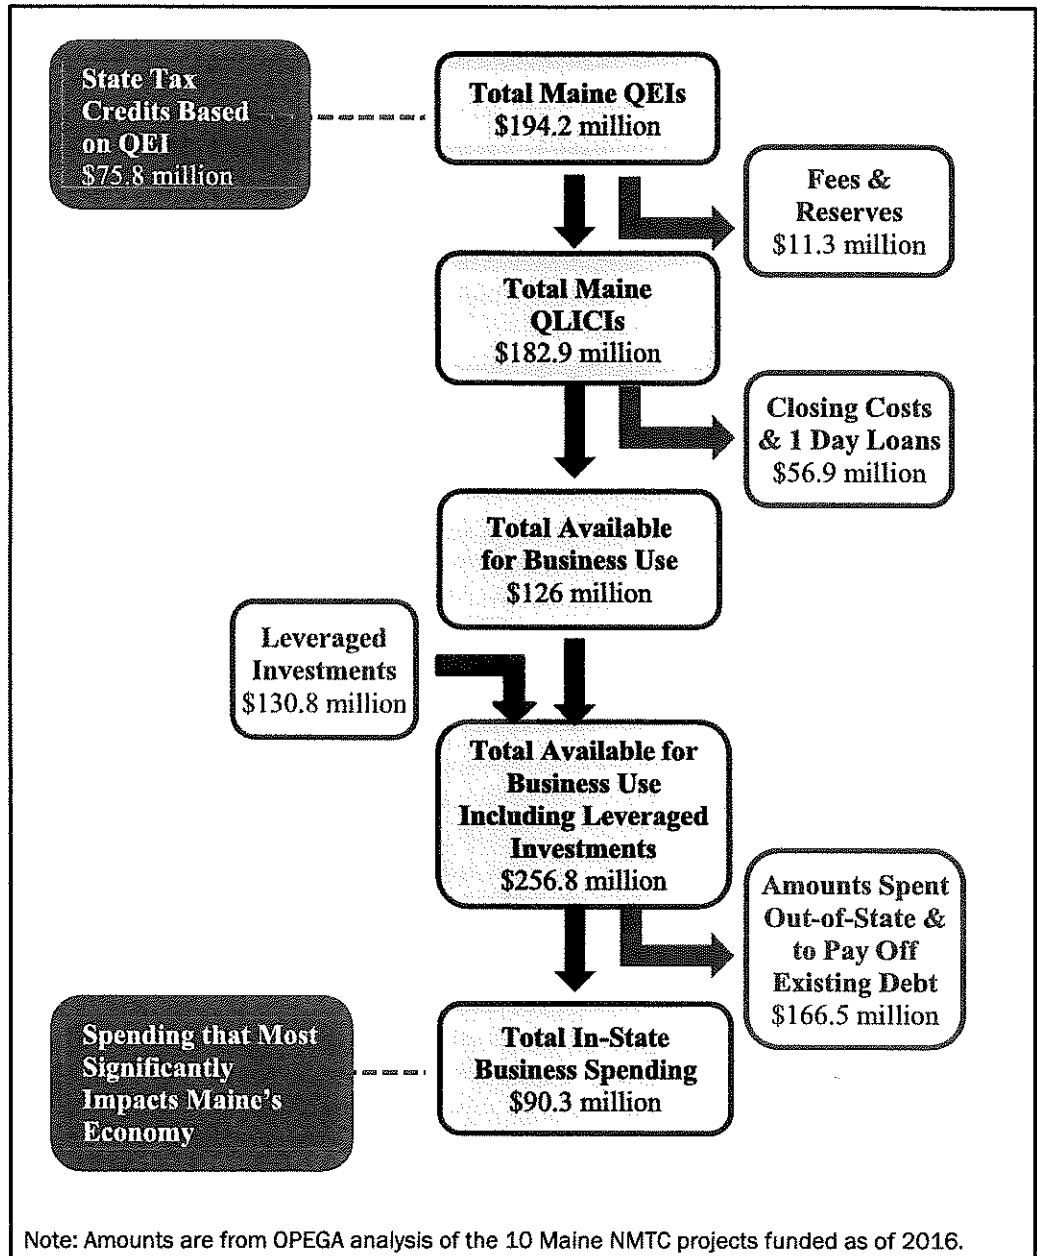 State Tax
Credits Based
on QEI
$75.8 million
Total Maine QEIs
$194.2 million
Fees &
Reserves
$11.3 million
Total Maine
QLICIs
$182.9 million
Closing Costs
& 1 Day Loans
$56.9 million
Total Available
for Business Use
$126 million
Leveraged
Investments
$130.8 million
Total Available for
Business Use
Including Leveraged
Investments
$256.8 million
Amounts Spent
Out-of-State &
to Pay Off
Existing Debt
$166.5 million
Spending that Most
Significantly
Impacts Maine's
Economy
Total In-State
Business Spending
$90.3 million
Note: Amounts are from OPEGA analysis of the 10 Maine NMTC projects funded as of 2016.